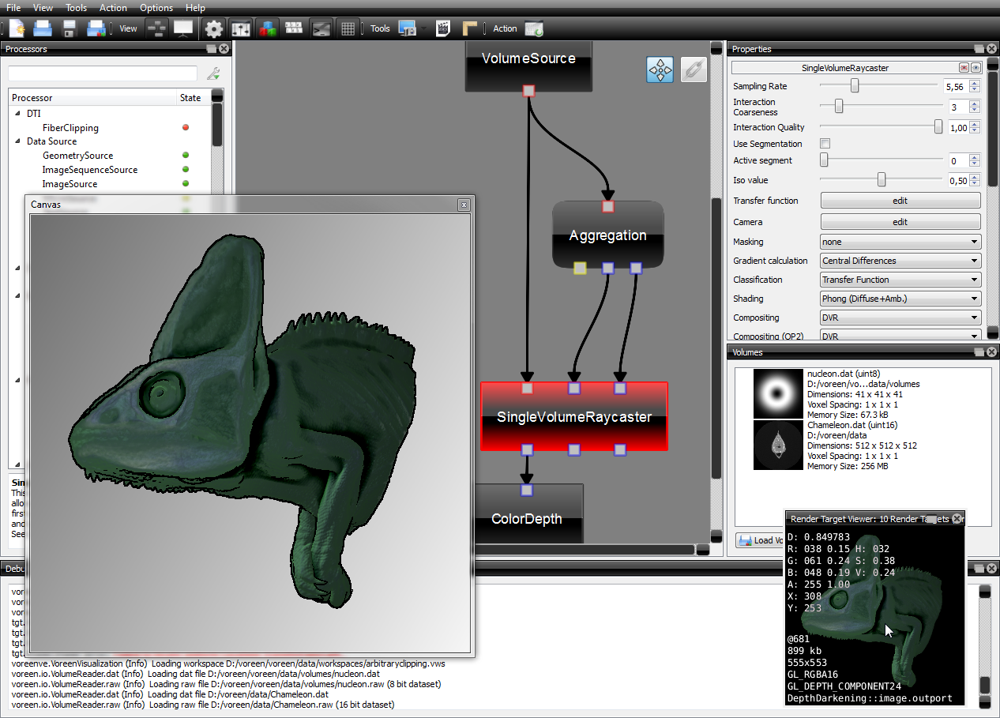 File View Tools Action Options Help
View Tools Action
Processors
Processor State
DTI
FiberClipping
Data Source
GeometrySource
ImageSequenceSource
ImageSource
Canvas
Sin
This
allo
first
and
See
VolumeSource
Aggregation
SingleVolumeRaycaster
ColorDepth
Properties
SingleVolumeRaycaster
Sampling Rate 5,56
Interaction
Coarseness 3
Interaction Quality 1,00
Use Segmentation
Active segment 0
Iso value 0,50
Transfer function edit
Camera edit
Masking none
Gradient calculation Central Differences
Classification Transfer Function
Shading Phong (Diffuse+Amb.)
Compositing DVR
Compositing (OP2) DVR
Volumes
nucleon.dat (uint8)
D:/voreen/vo...data/volumes
Dimensions: 41 x 41 x 41
Voxel Spacing: 1 x 1 x 1
Memory Size: 67.3 kB
Chameleon.dat (uint16)
D:/voreen/data
Dimensions: 512 x 512 x 512
Voxel Spacing: 1 x 1 x 1
Memory Size: 256 MB
Load Vo
Render Target Viewer: 10 Render Targets
D: 0.849783
R: 038 0.15 H: 032
G: 061 0.24 S: 0.38
B: 048 0.19 V: 0.24
A: 255 1.00
X: 308
Y: 253
@681
899 kb
555x553
GL_RGBA16
GL_DEPTH_COMPONENT24
DepthDarkening::image.outport
Debu
vor
vor
vor
tgt.
tgt.
tgt.
tgt.
voreenve.VoreenVisualization (Info) Loading workspace D:/voreen/voreen/data/workspaces/arbitraryclipping.vws
voreen.io.VolumeReader.dat (Info) Loading dat file D:/voreen/voreen/data/volumes/nucleon.dat
voreen.io.VolumeReader.raw (Info) Loading raw file D:/voreen/voreen/data/volumes/nucleon.raw (8 bit dataset)
voreen.io.VolumeReader.dat (Info) Loading dat file D:/voreen/data/Chameleon.dat
voreen.io.VolumeReader.raw (Info) Loading raw file D:/voreen/data/Chameleon.raw (16 bit dataset)